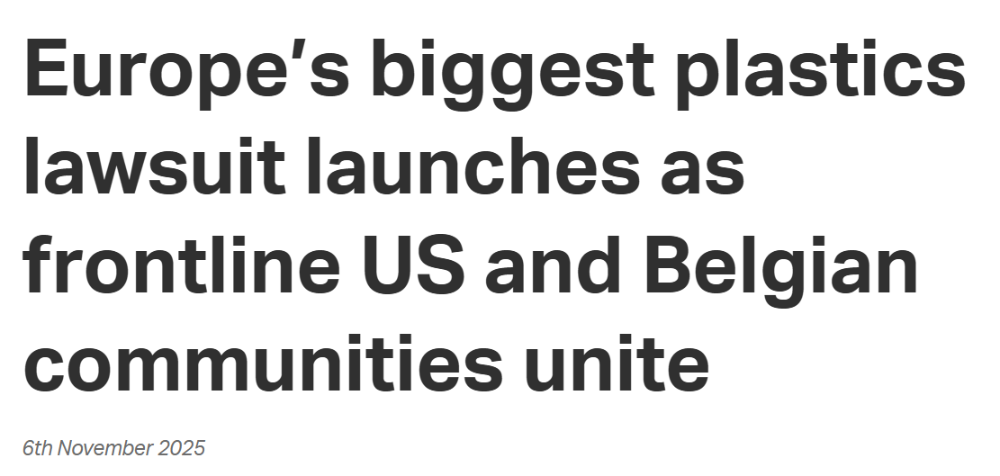 Europe’s biggest plastics
lawsuit launches as
frontline US and Belgian
communities unite
6th November 2025